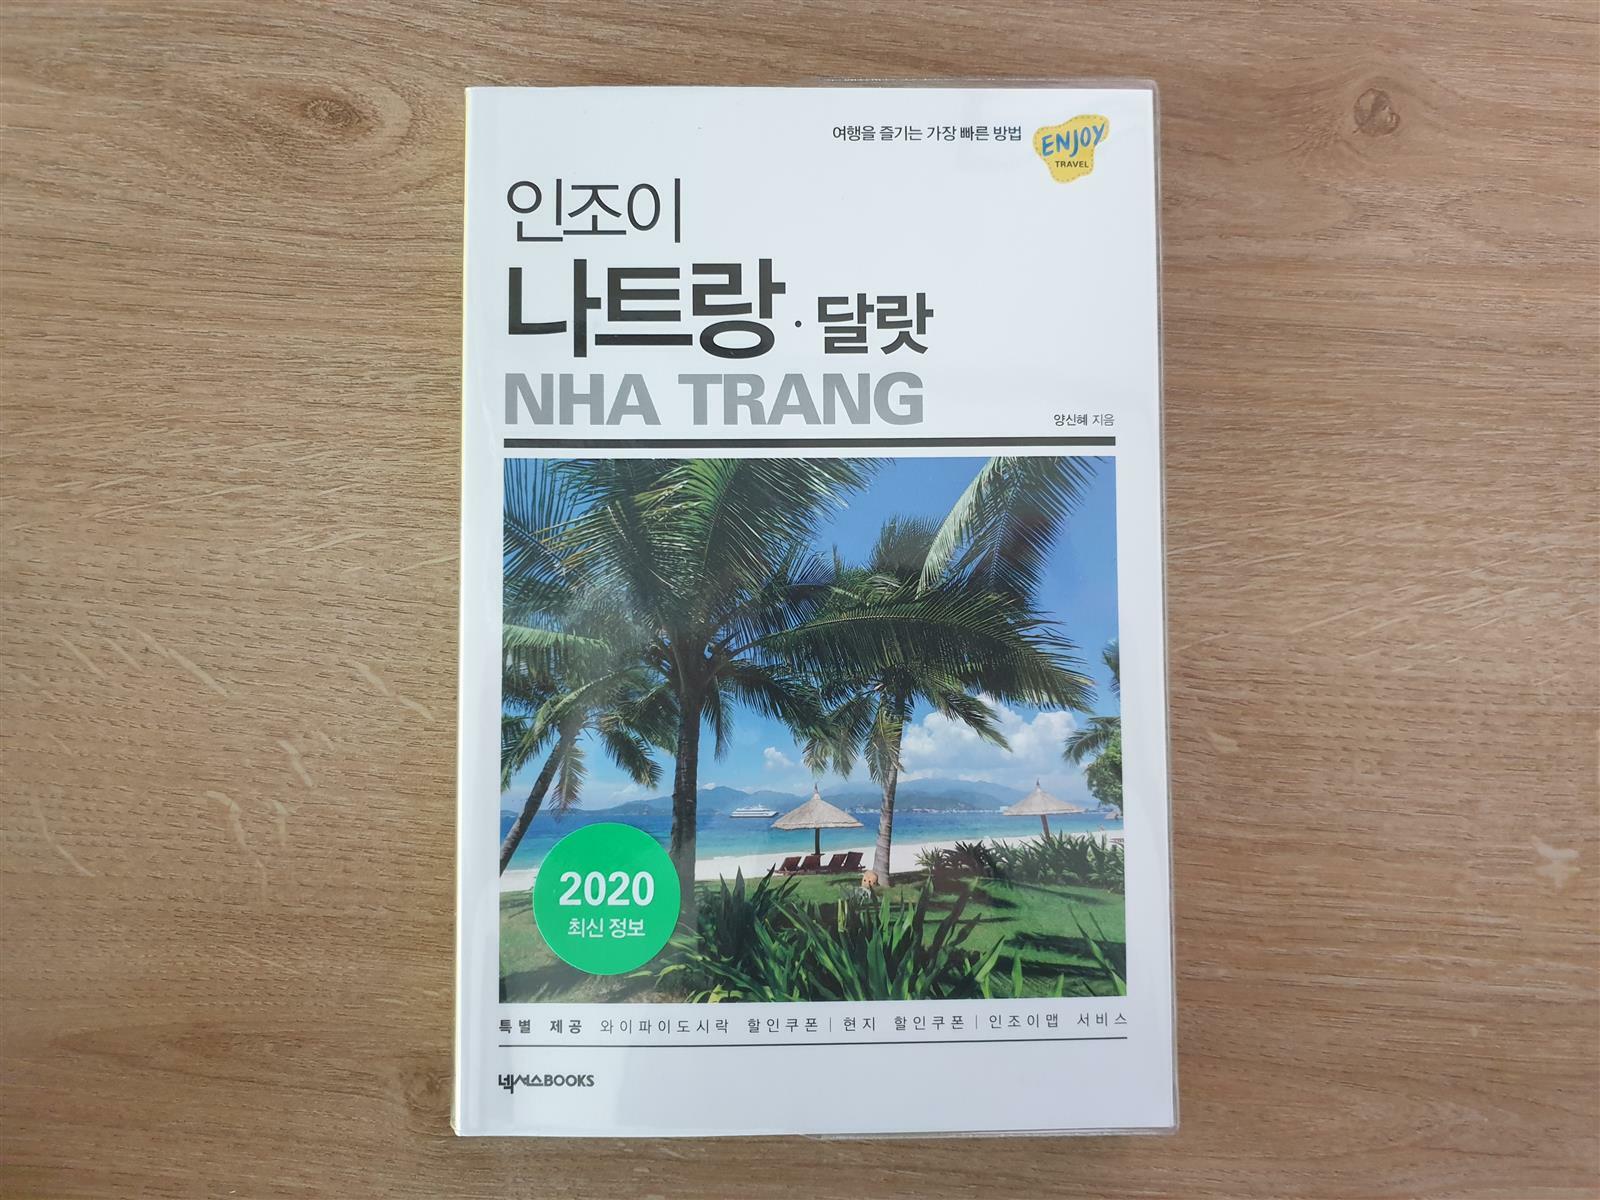 여행을 즐기는 가장 빠른 방법
ENJOY
TRAVEL
인조이
나트랑 · 달랏
NHA TRANG
양신혜 지음
2020
최신 정보
특별 제공 와이파이도시락 할인쿠폰 | 현지 할인쿠폰 | 인조이맵 서비스
넥서스BOOKS